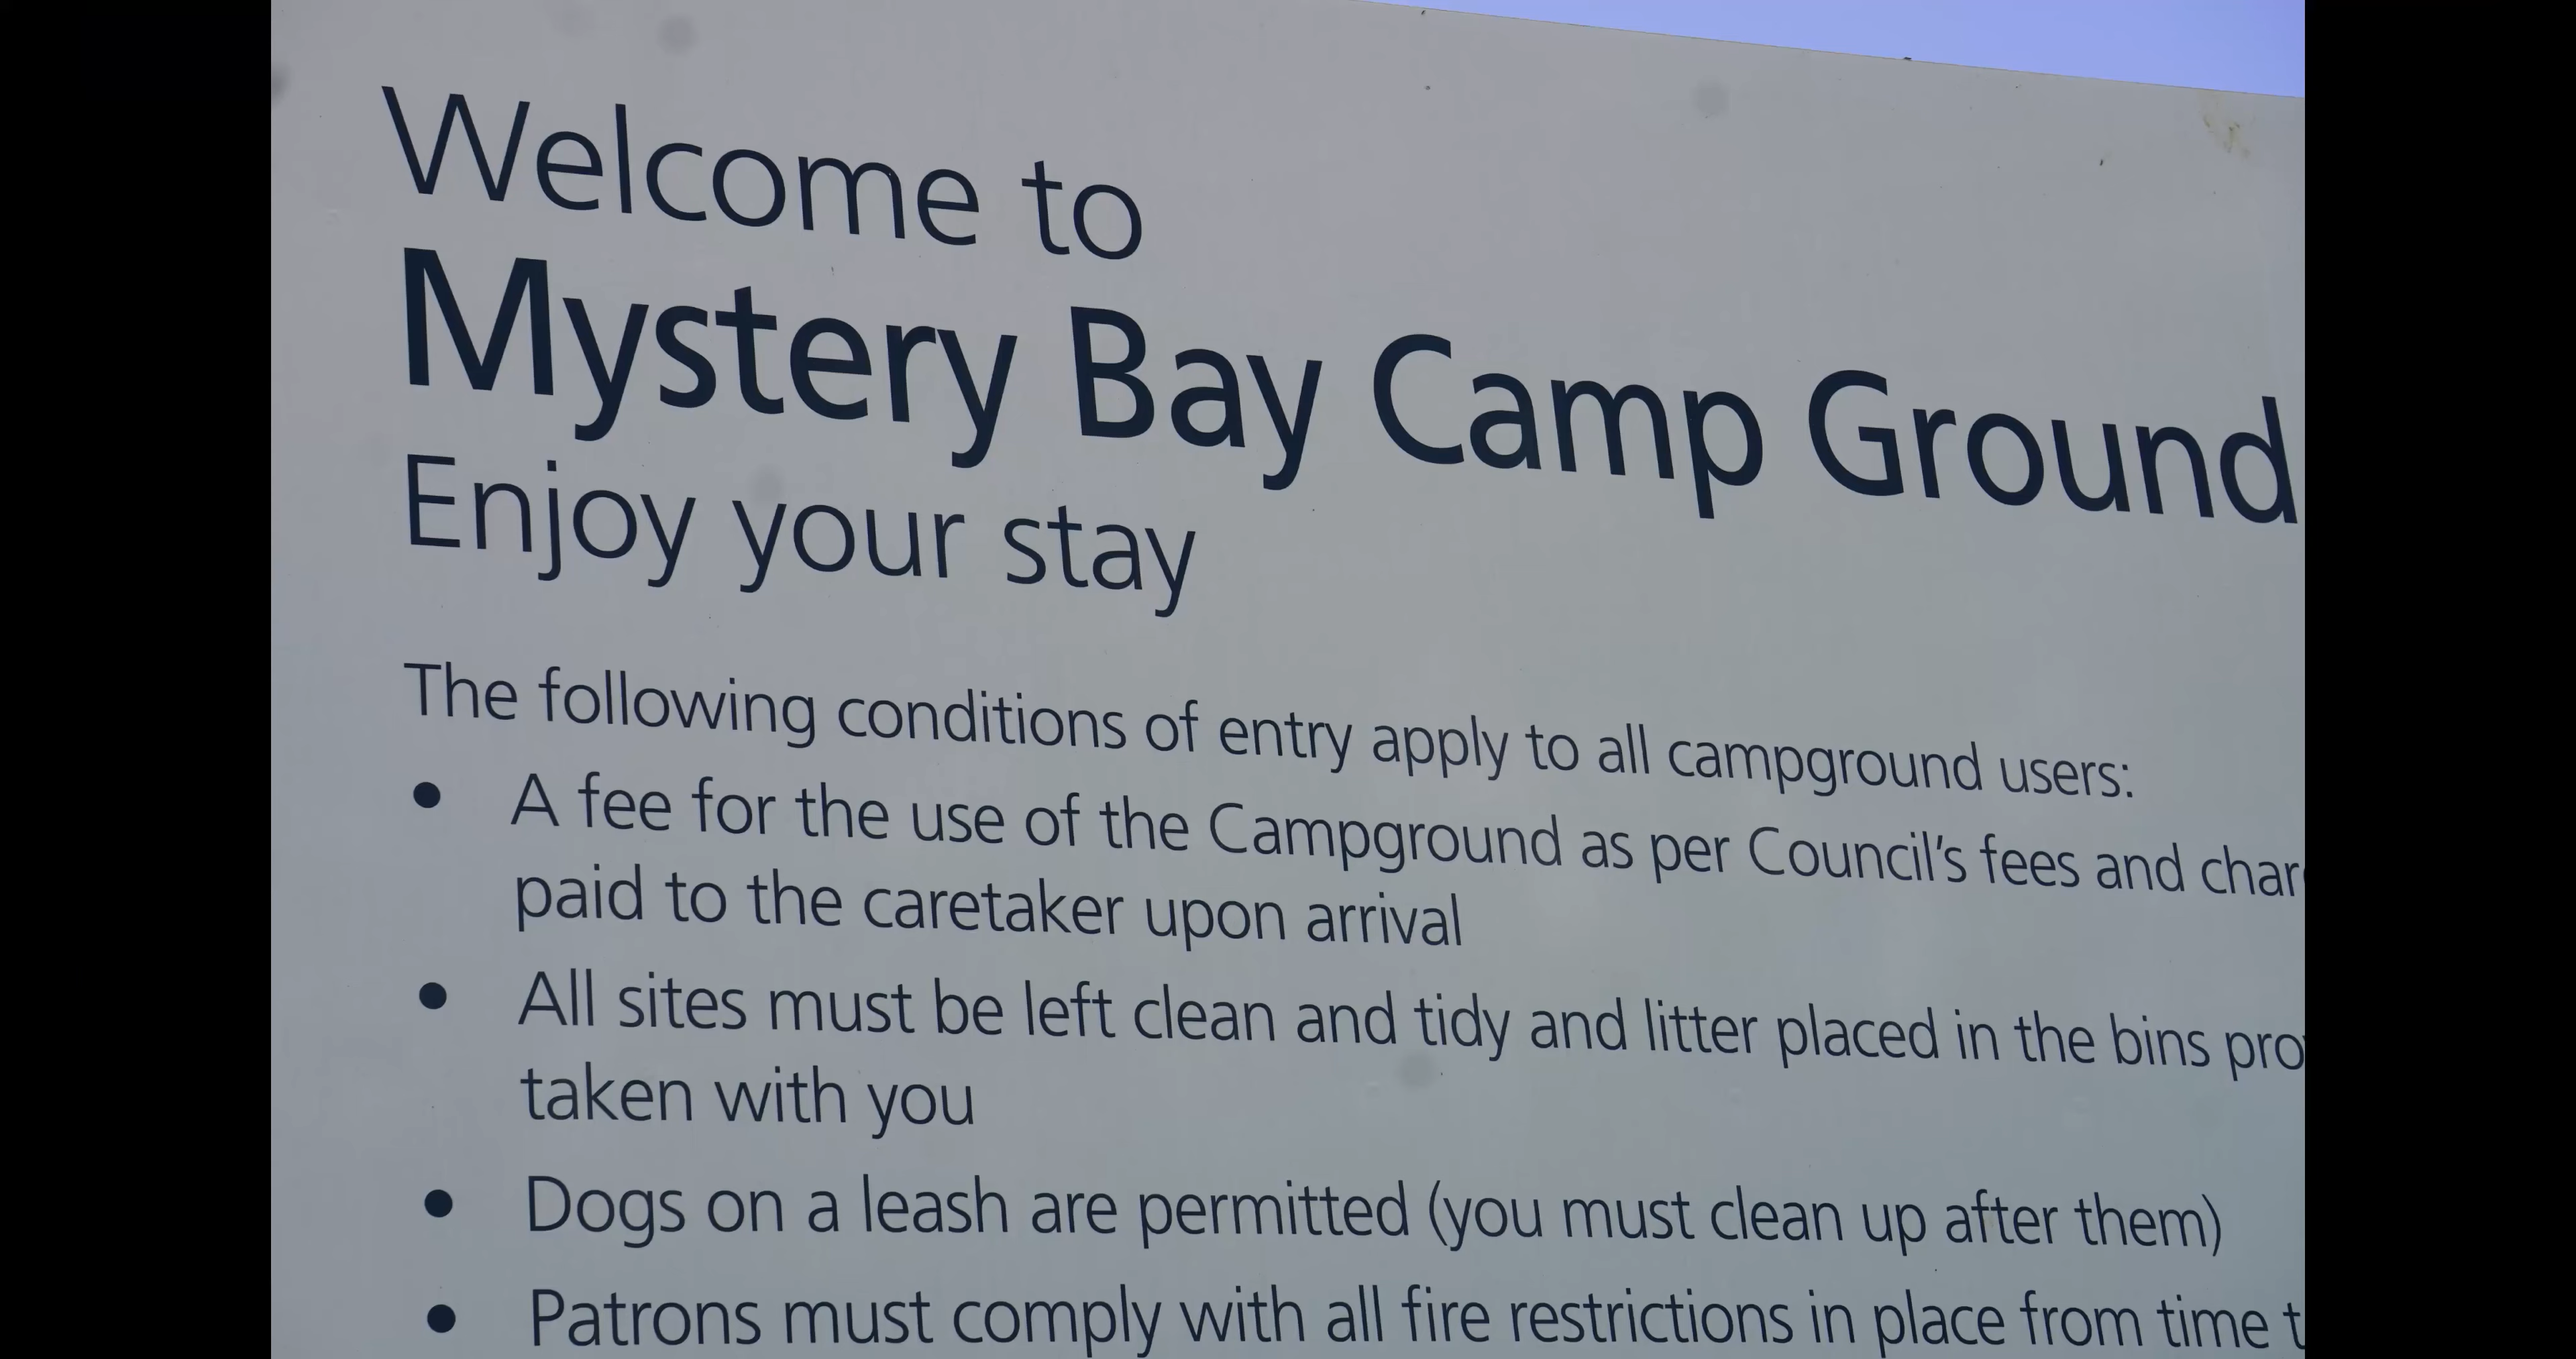 Welcome to
Mystery Bay Camp Ground
Enjoy your stay
The following conditions of entry apply to all campground users:
• A fee for the use of the Campground as per Council's fees and
paid to the caretaker upon arrival
• All sites must be left clean and tidy and litter placed in the bins
taken with you
• Dogs on a leash are permitted (you must clean up after them)
• Patrons must comply with all fire restrictions in place from time